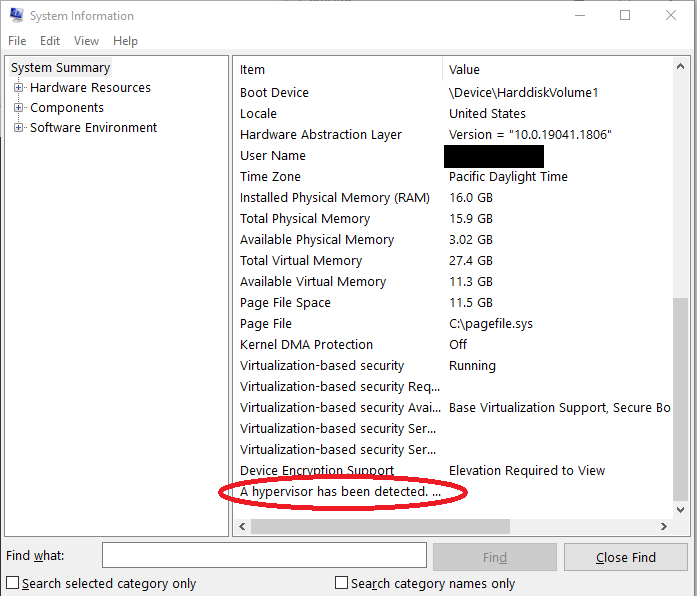 System Information
File Edit View Help
System Summary
Hardware Resources
Components
Software Environment
Item Value
Boot Device \Device\HarddiskVolume1
Locale United States
Hardware Abstraction Layer Version = "10.0.19041.1806"
User Name
Time Zone Pacific Daylight Time
Installed Physical Memory (RAM) 16.0 GB
Total Physical Memory 15.9 GB
Available Physical Memory 3.02 GB
Total Virtual Memory 27.4 GB
Available Virtual Memory 11.3 GB
Page File Space 11.5 GB
Page File C:\pagefile.sys
Kernel DMA Protection Off
Virtualization-based security Running
Virtualization-based security Req...
Virtualization-based security Avai... Base Virtualization Support, Secure Bo
Virtualization-based security Ser...
Virtualization-based security Ser...
Device Encryption Support Elevation Required to View
A hypervisor has been detected. ...
Find what: Find Close Find
Search selected category only Search category names only